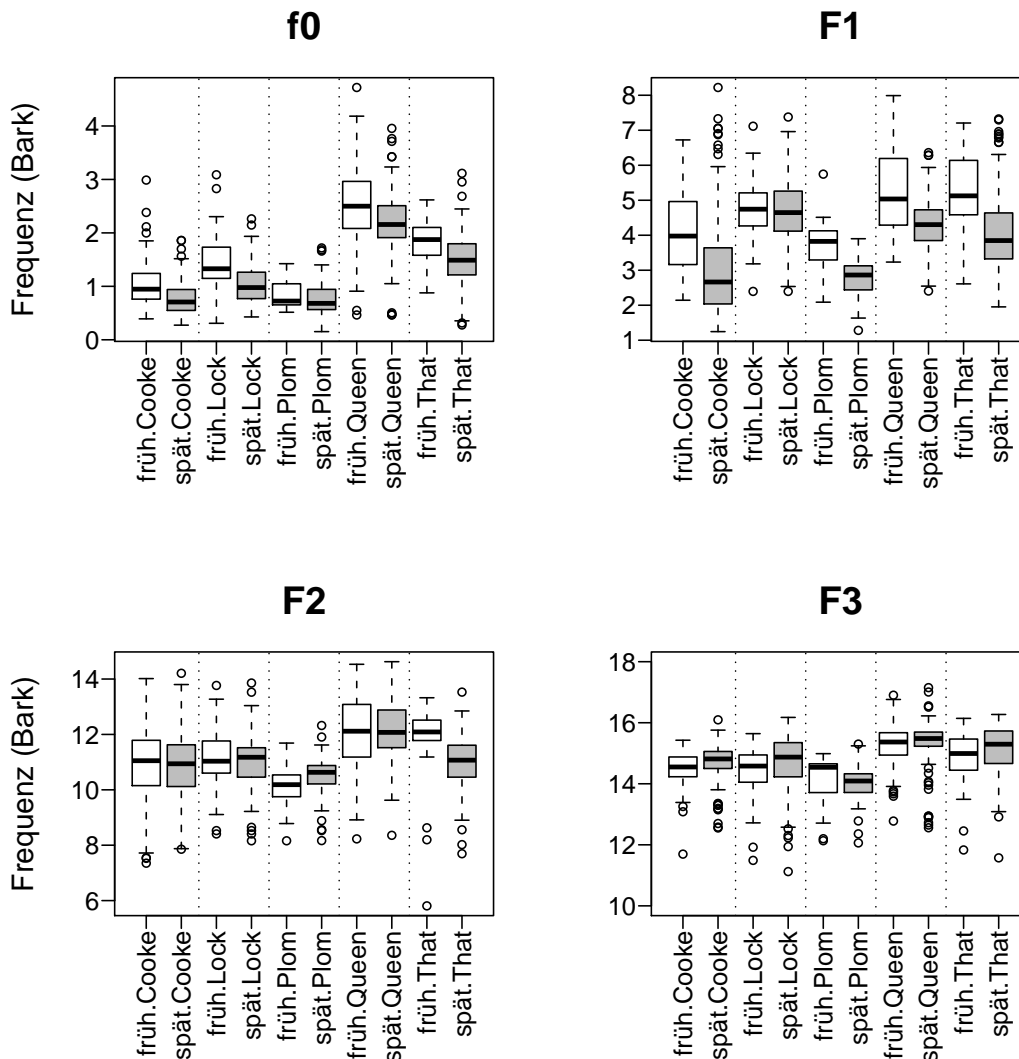 f0
Frequenz (Bark)
4
3
2
1
0
früh.Cooke
spät.Cooke
früh.Lock
spät.Lock
früh.Plom
spät.Plom
früh.Queen
spät.Queen
früh.That
spät.That
F1
8
7
6
5
4
3
2
1
früh.Cooke
spät.Cooke
früh.Lock
spät.Lock
früh.Plom
spät.Plom
früh.Queen
spät.Queen
früh.That
spät.That
F2
Frequenz (Bark)
14
12
10
8
6
früh.Cooke
spät.Cooke
früh.Lock
spät.Lock
früh.Plom
spät.Plom
früh.Queen
spät.Queen
früh.That
spät.That
F3
18
16
14
12
10
früh.Cooke
spät.Cooke
früh.Lock
spät.Lock
früh.Plom
spät.Plom
früh.Queen
spät.Queen
früh.That
spät.That